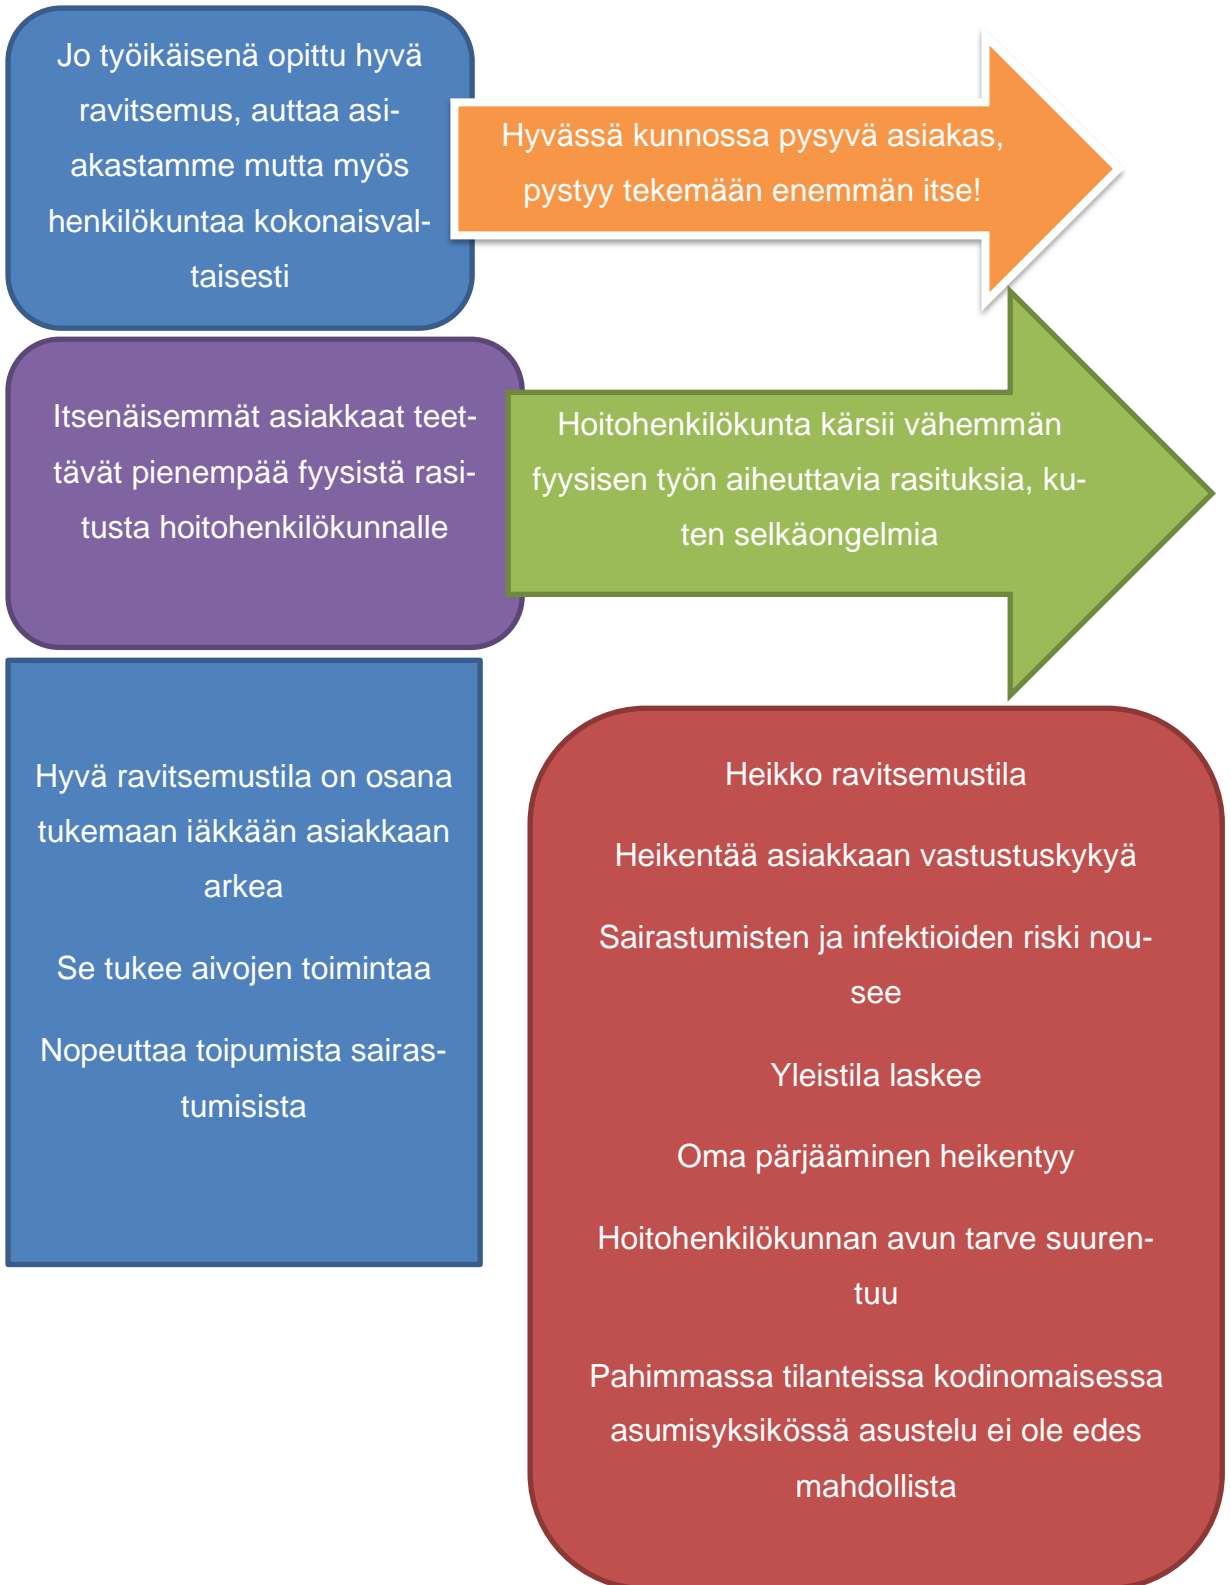 Jo työikäisenä opittu hyvä
ravitsemus, auttaa asi-
akastamme mutta myös
henkilökuntaa kokonaisval-
taisesti
Hyvässä kunnossa pysyvä asiakas,
pystyy tekemään enemmän itse!
Itsenäisemmät asiakkaat teet-
tävät pienempää fyysistä rasi-
tusta hoitohenkilökunnalle
Hoitohenkilökunta kärsii vähemmän
fyysisen työn aiheuttavia rasituksia, ku-
ten selkäongelmia
Hyvä ravitsemustila on osana
tukemaan iäkkään asiakkaan
arkea
Se tukee aivojen toimintaa
Nopeuttaa toipumista sairas-
tumisista
Heikko ravitsemustila
Heikentää asiakkaan vastustuskykyä
Sairastumisten ja infektioiden riski nou-
see
Yleistila laskee
Oma pärjääminen heikentyy
Hoitohenkilökunnan avun tarve suuren-
tuu
Pahimmassa tilanteissa kodinomaisessa
asumisyksikössä asustelu ei ole edes
mahdollista